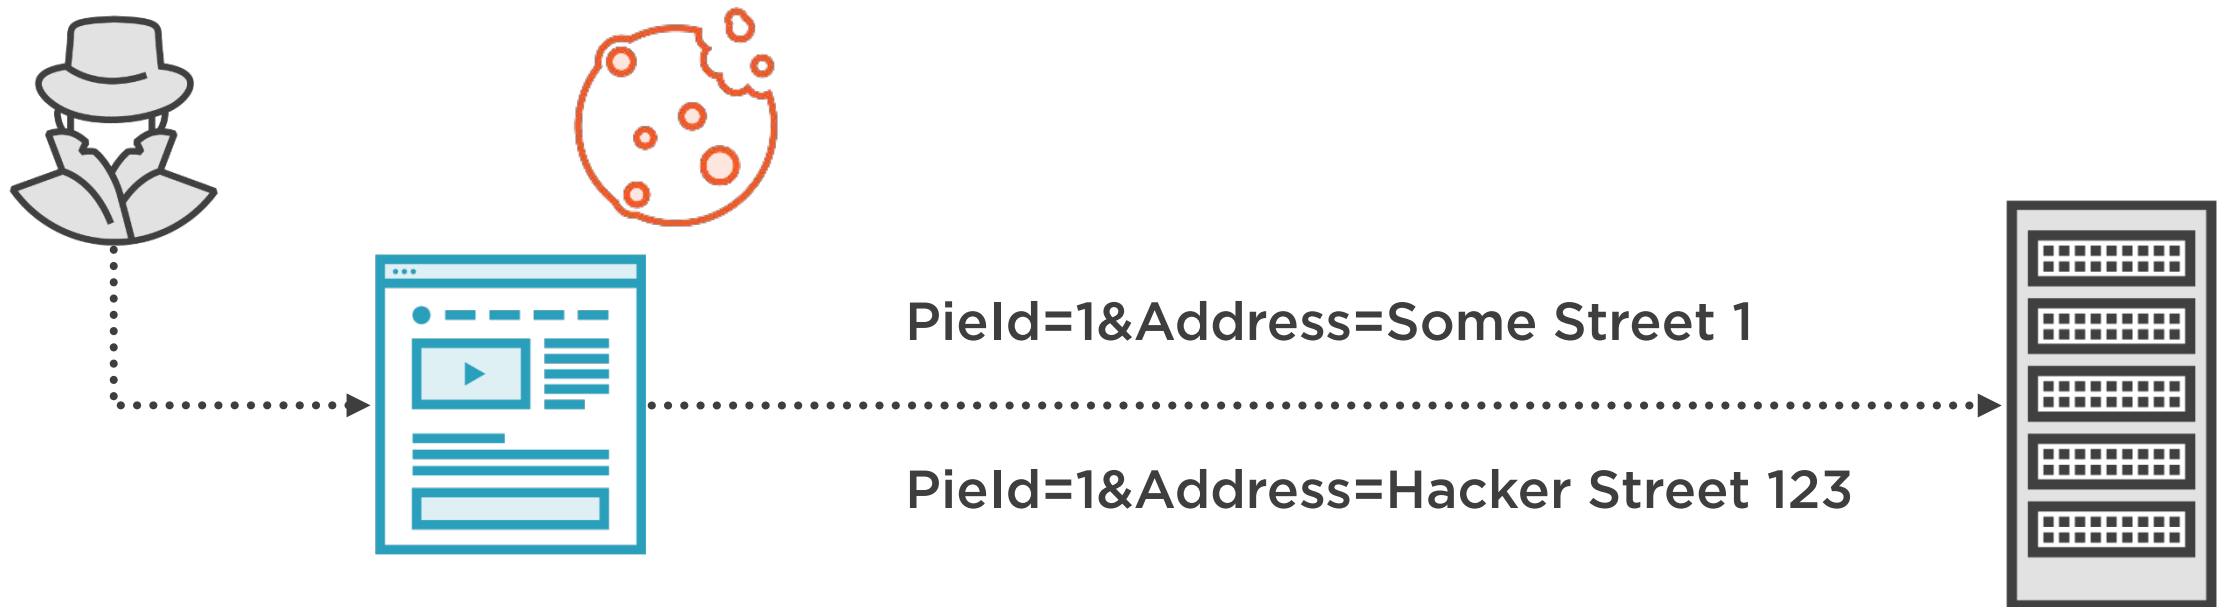 PieId=1&Address=Some Street 1
PieId=1&Address=Hacker Street 123